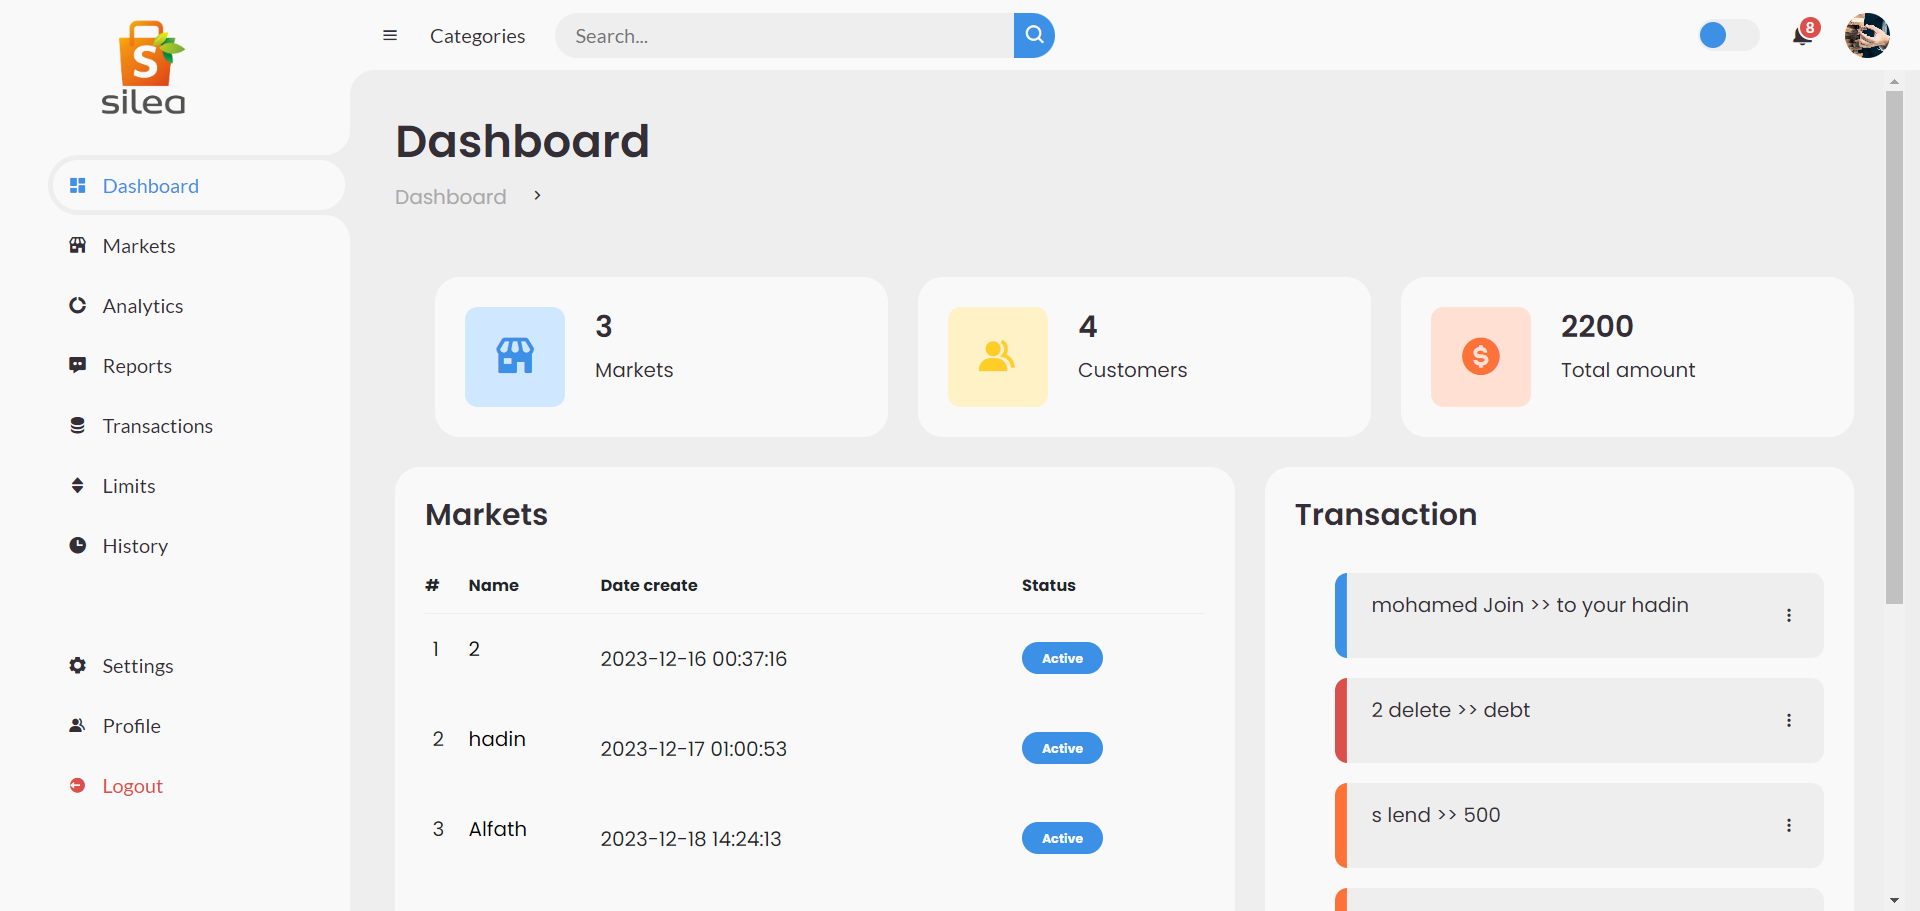 S
silea
Categories
Search...
8
Dashboard
Markets
Analytics
Reports
Transactions
Limits
History
Settings
Profile
Logout
Dashboard
Dashboard >
3
Markets
4
Customers
$
2200
Total amount
Markets
# Name Date create Status
1 2 2023-12-16 00:37:16 Active
2 hadin 2023-12-17 01:00:53 Active
3 Alfath 2023-12-18 14:24:13 Active
Transaction
mohamed Join >> to your hadin
2 delete >> debt
s lend >> 500